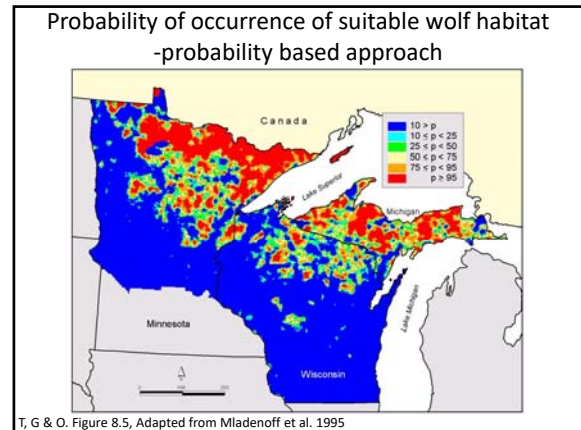 Probability of occurrence of suitable wolf habitat
-probability based approach
Canada
10 > p
10 ≤ p < 25
25 ≤ p < 50
50 ≤ p < 75
75 ≤ p < 95
p ≥ 95
Lake Superior
Michigan
Lake Michigan
Minnesota
Wisconsin
T, G & O. Figure 8.5, Adapted from Mladenoff et al. 1995